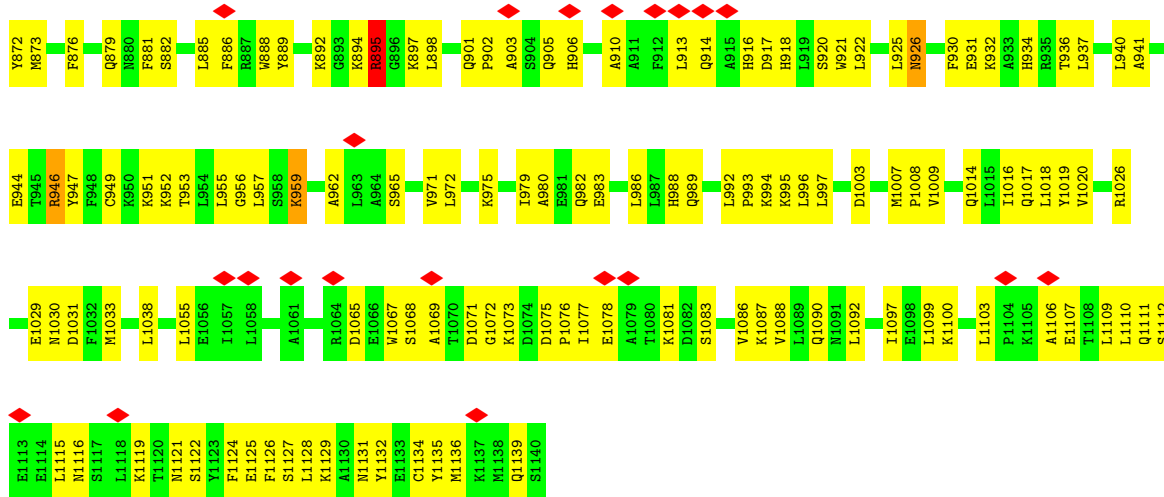 Y872 M873 F876 Q879 N880 F881 S882 L885 F886 R887 W888 Y889 K892 G893 K894 R895 G896 K897 L898 Q901 P902 A903 S904 Q905 H906 A910 A911 F912 L913 Q914 A915 H916 D917 H918 L919 S920 W921 L922 L925 N926 F930 E931 K932 A933 H934 R935 T936 L937 L940 A941
E944 T945 R946 Y947 F948 C949 K950 K951 K952 T953 L954 L955 G956 L957 S958 K959 A962 L963 A964 S965 V971 L972 K975 I979 A980 E981 Q982 E983 L986 L987 H988 Q989 L992 P993 K994 K995 L996 L997 D1003 M1007 P1008 V1009 Q1014 L1015 I1016 Q1017 L1018 Y1019 V1020 R1026
E1029 N1030 D1031 F1032 M1033 L1038 L1055 E1056 I1057 L1058 A1061 R1064 D1065 E1066 W1067 S1068 A1069 T1070 D1071 G1072 K1073 D1074 D1075 P1076 I1077 E1078 A1079 T1080 K1081 D1082 S1083 V1086 K1087 V1088 L1089 Q1090 N1091 L1092 I1097 E1098 L1099 K1100 L1103 P1104 K1105 A1106 E1107 T1108 L1109 L1110 Q1111 S1112
E1113 E1114 L1115 N1116 S1117 L1118 K1119 T1120 N1121 S1122 Y1123 F1124 E1125 F1126 S1127 L1128 K1129 A1130 N1131 Y1132 E1133 C1134 Y1135 M1136 K1137 M1138 Q1139 S1140